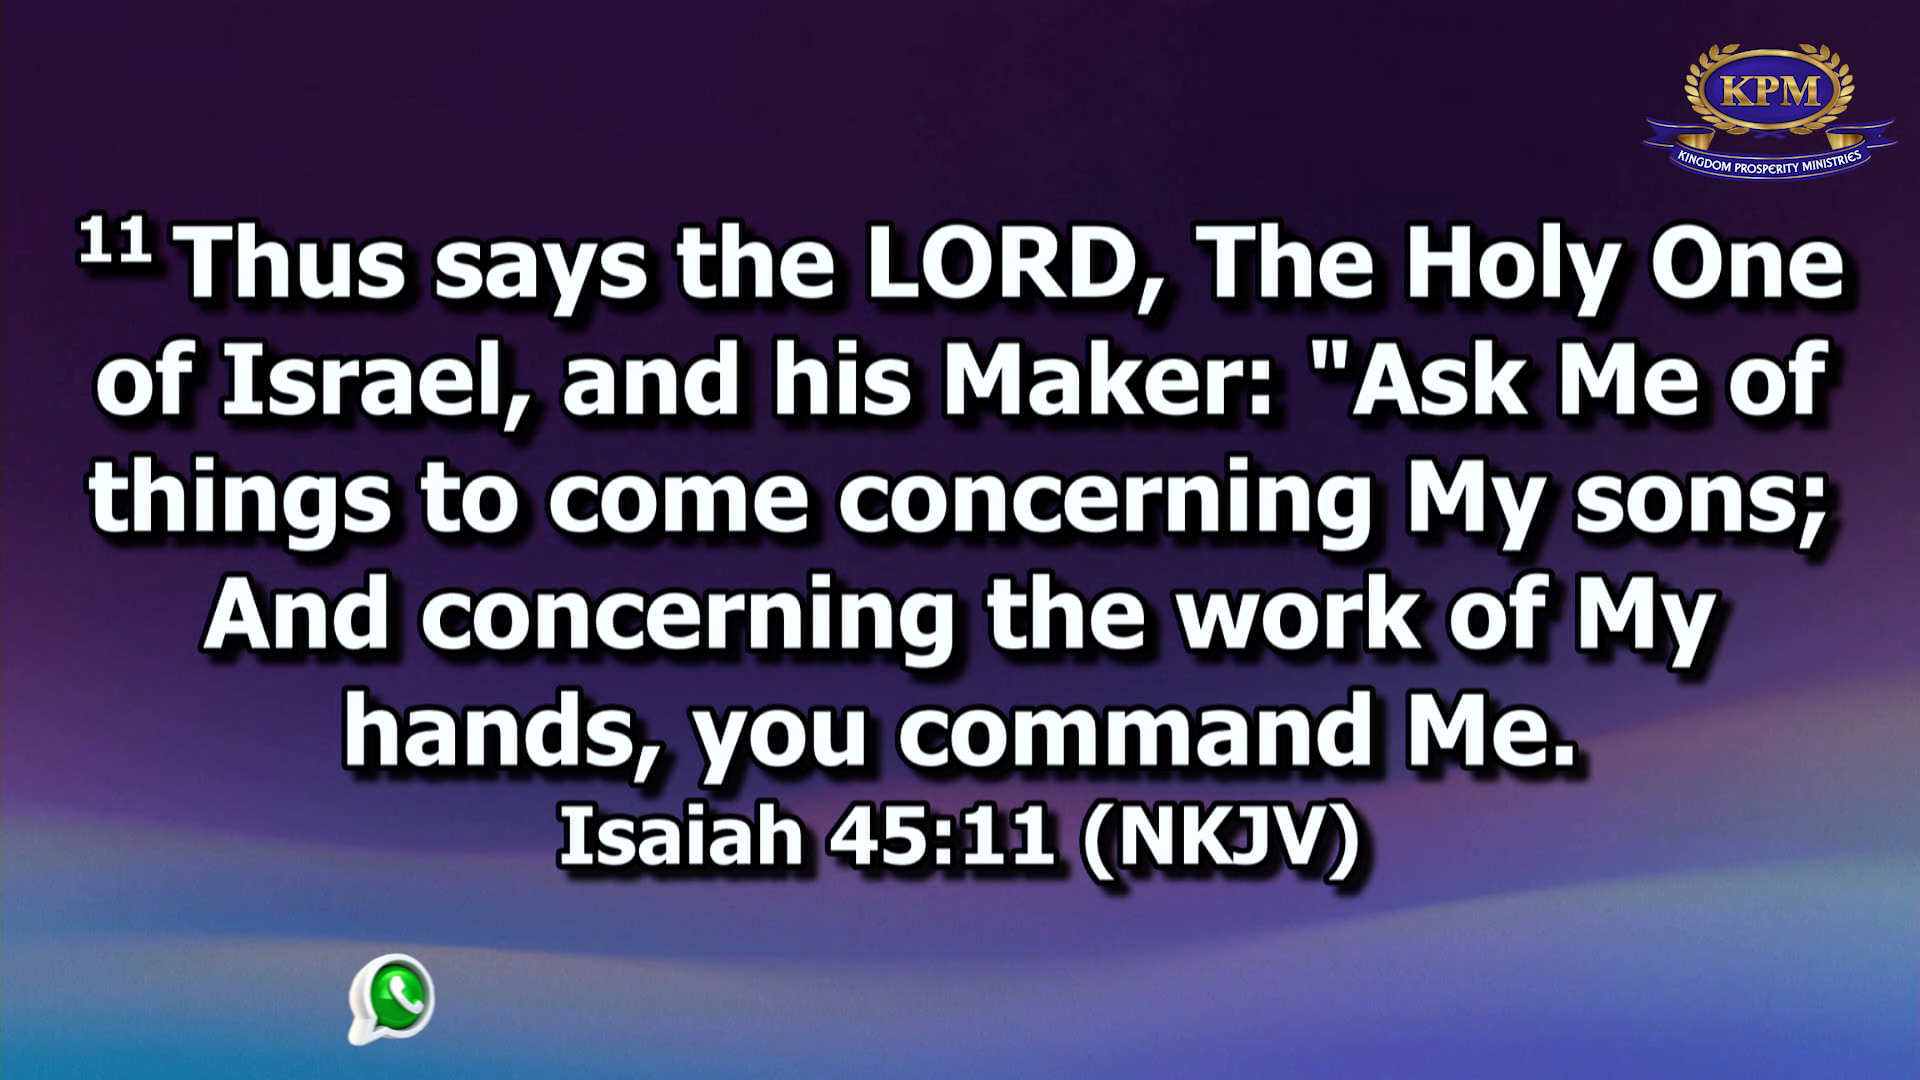 KPM
KINGDOM PROSPERITY MINISTRIES
11 Thus says the LORD, The Holy One
of Israel, and his Maker: "Ask Me of
things to come concerning My sons;
And concerning the work of My
hands, you command Me.
Isaiah 45:11 (NKJV)